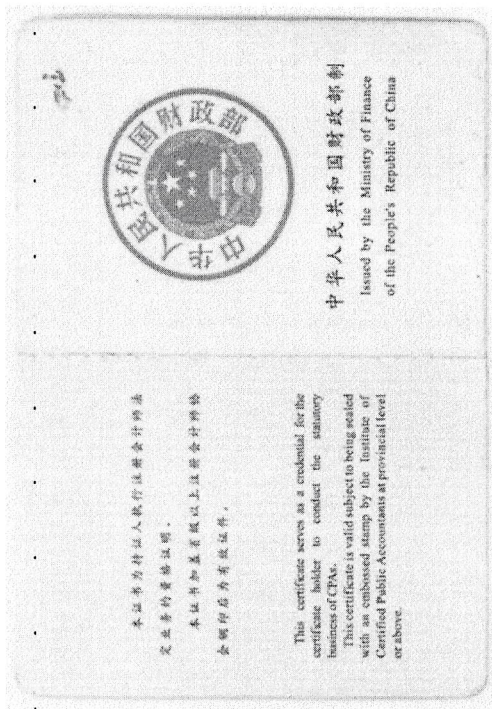 本证书为持证人执行注册会计师法
定业务的资格证明。
本证书加盖省级以上注册会计师协
会钢印后为有效证件。
This certificate serves as a credential for the
certificate holder to conduct the statutory
business of CPAs.
This certificate is valid subject to being sealed
with an embossed stamp by the Institute of
Certified Public Accountants at provincial level
or above.
中华人民共和国财政部
中华人民共和国财政部制
Issued by the Ministry of Finance
of the People's Republic of China